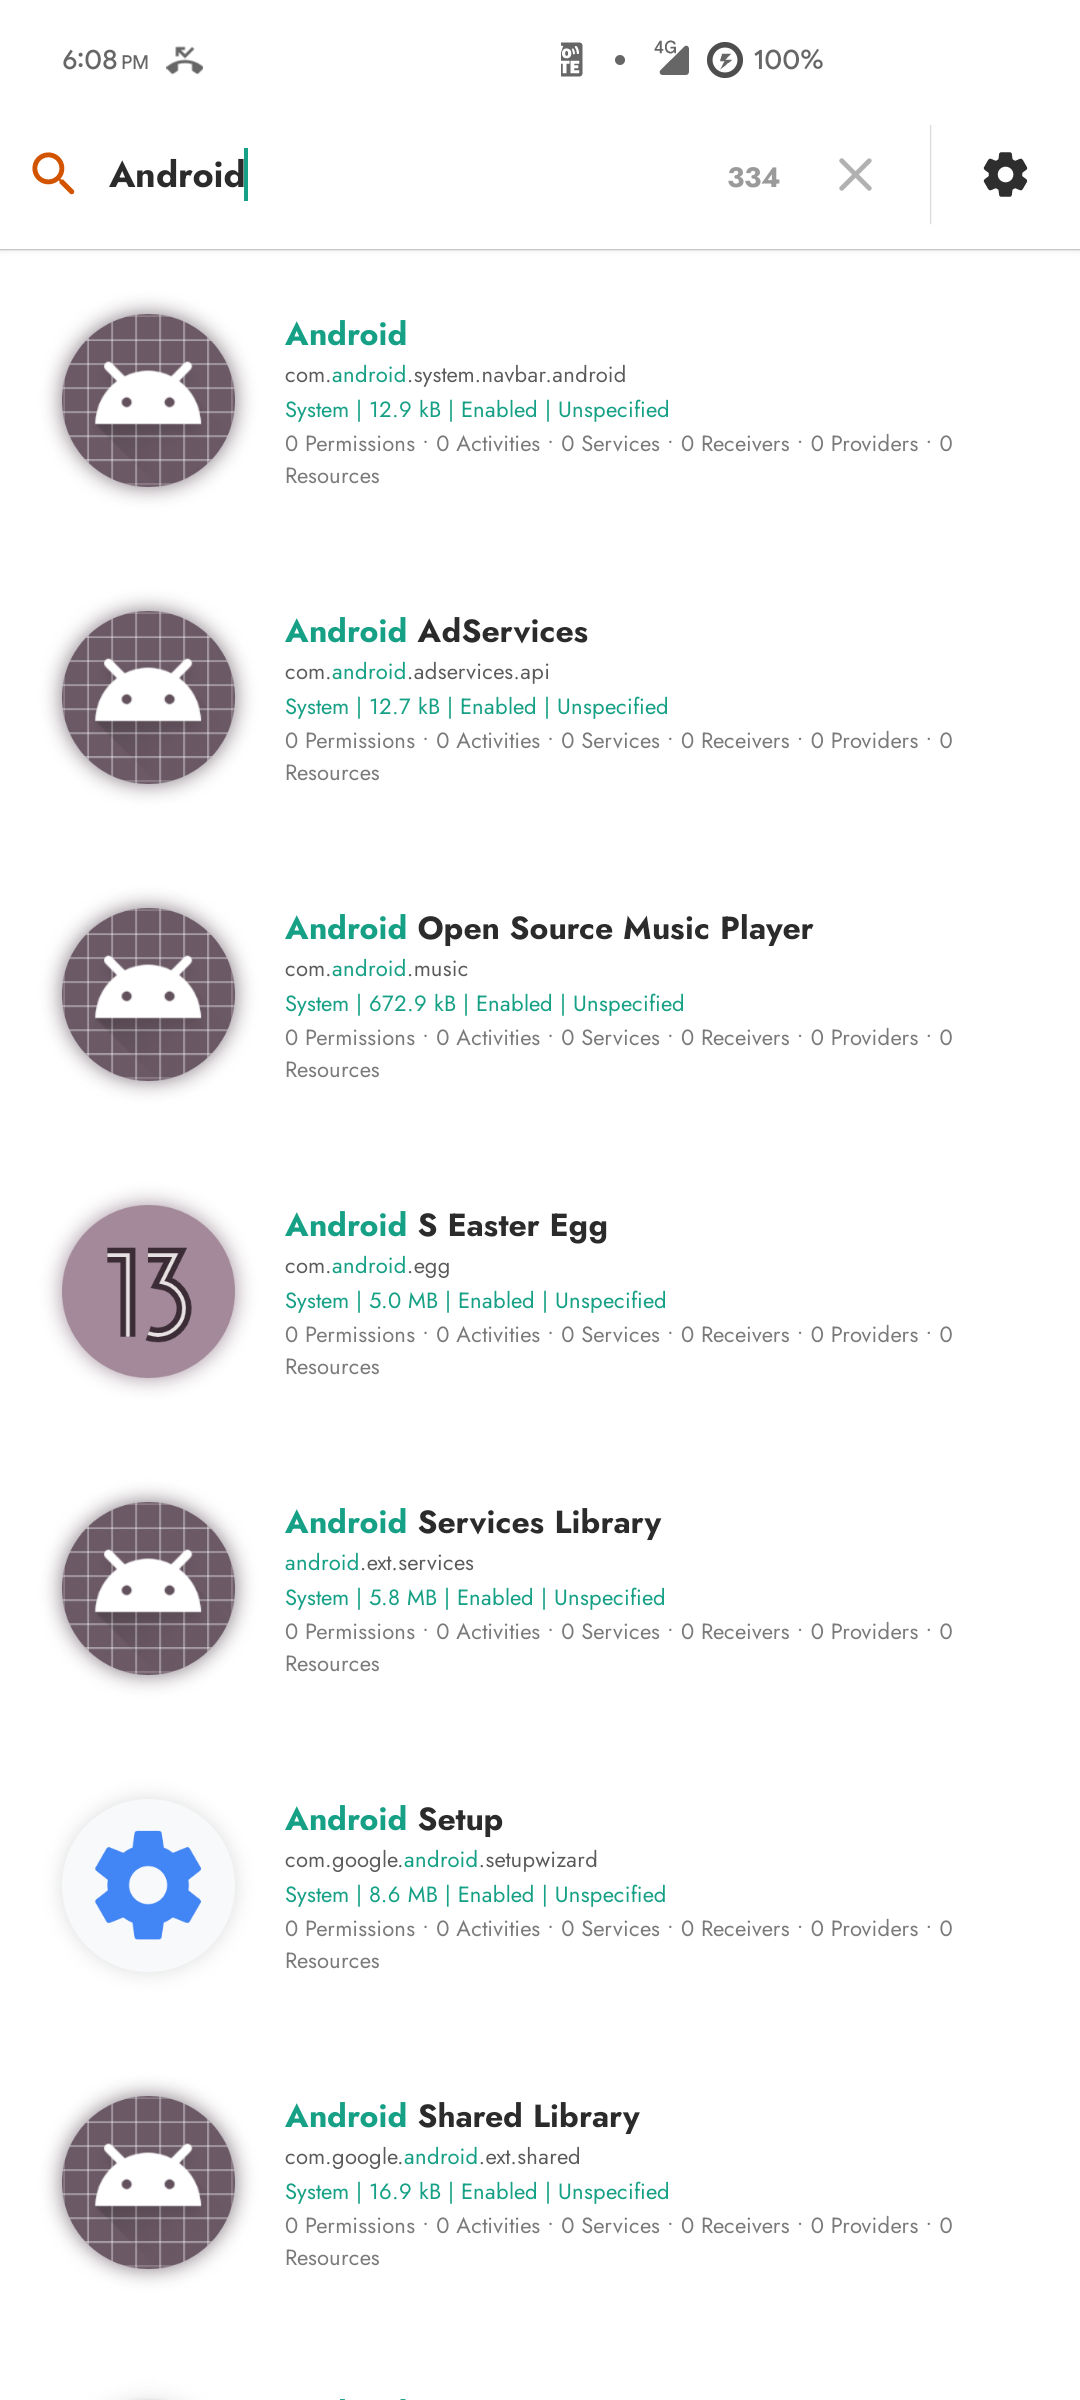 6:08 PM 4G 100%
Android 334
Android
com.android.system.navbar.android
System | 12.9 kB | Enabled | Unspecified
0 Permissions · 0 Activities · 0 Services · 0 Receivers · 0 Providers · 0
Resources
Android AdServices
com.android.adservices.api
System | 12.7 kB | Enabled | Unspecified
0 Permissions · 0 Activities · 0 Services · 0 Receivers · 0 Providers · 0
Resources
Android Open Source Music Player
com.android.music
System | 672.9 kB | Enabled | Unspecified
0 Permissions · 0 Activities · 0 Services · 0 Receivers · 0 Providers · 0
Resources
13
Android S Easter Egg
com.android.egg
System | 5.0 MB | Enabled | Unspecified
0 Permissions · 0 Activities · 0 Services · 0 Receivers · 0 Providers · 0
Resources
Android Services Library
android.ext.services
System | 5.8 MB | Enabled | Unspecified
0 Permissions · 0 Activities · 0 Services · 0 Receivers · 0 Providers · 0
Resources
Android Setup
com.google.android.setupwizard
System | 8.6 MB | Enabled | Unspecified
0 Permissions · 0 Activities · 0 Services · 0 Receivers · 0 Providers · 0
Resources
Android Shared Library
com.google.android.ext.shared
System | 16.9 kB | Enabled | Unspecified
0 Permissions · 0 Activities · 0 Services · 0 Receivers · 0 Providers · 0
Resources